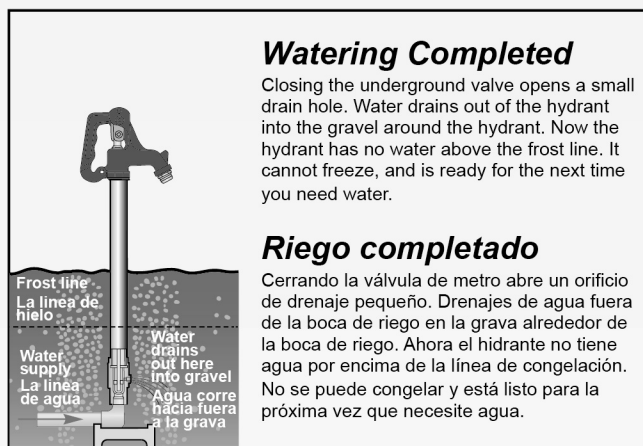 Watering Completed
Closing the underground valve opens a small
drain hole. Water drains out of the hydrant
into the gravel around the hydrant. Now the
hydrant has no water above the frost line. It
cannot freeze, and is ready for the next time
you need water.
Riego completado
Cerrando la válvula de metro abre un orificio
de drenaje pequeño. Drenajes de agua fuera
de la boca de riego en la grava alrededor de
la boca de riego. Ahora el hidrante no tiene
agua por encima de la línea de congelación.
No se puede congelar y está listo para la
próxima vez que necesite agua.
Frost line
La linea de
hielo
Water
supply
La linea
de agua
Water
drains
out here
into gravel
Agua corre
hacia fuera
a la grava